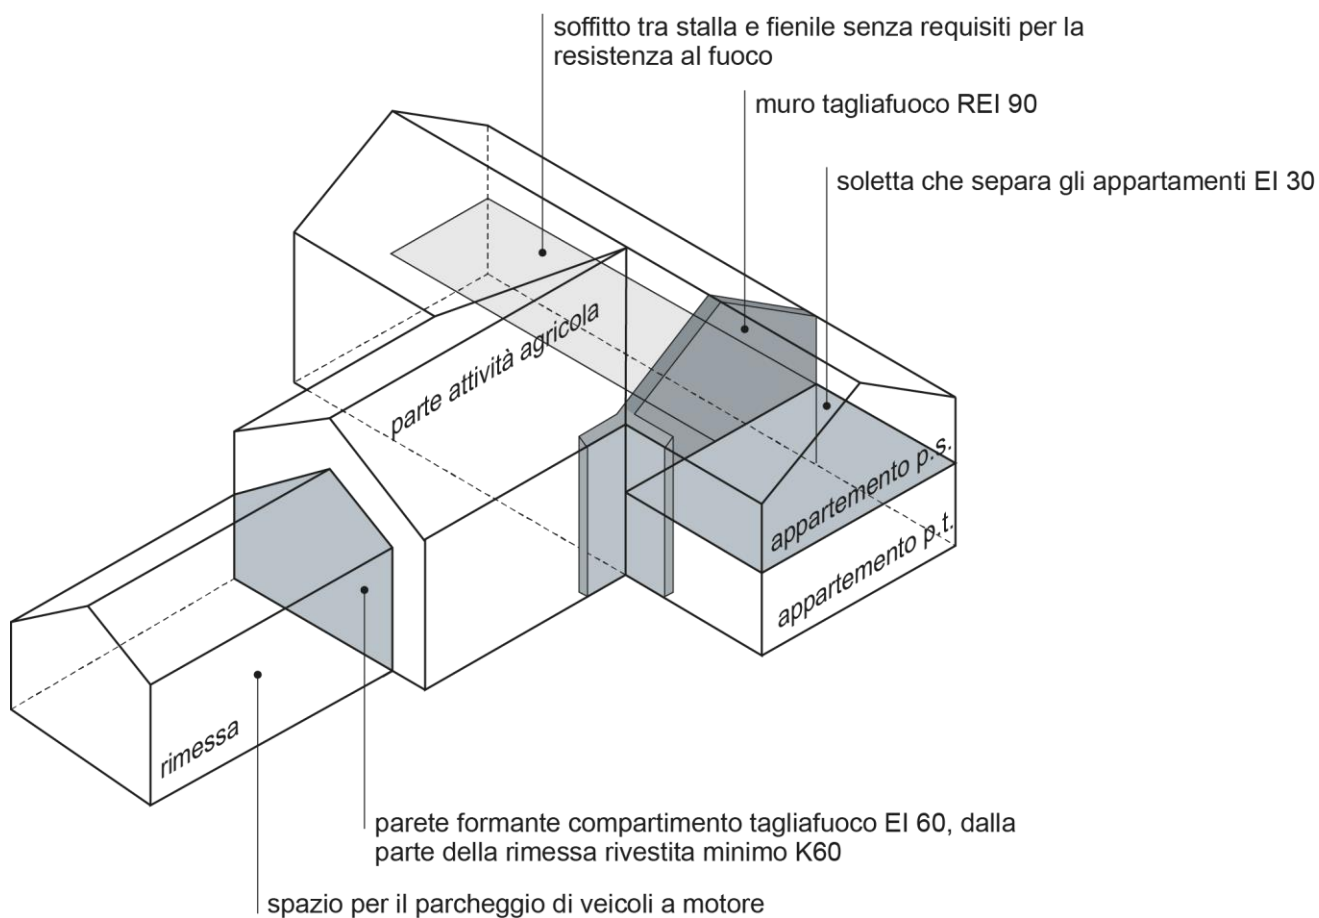 soffitto tra stalla e fienile senza requisiti per la
resistenza al fuoco
muro tagliafuoco REI 90
soletta che separa gli appartamenti EI 30
parte attività agricola
appartemento p.s.
appartemento p.t.
rimessa
parete formante compartimento tagliafuoco EI 60, dalla
parte della rimessa rivestita minimo K60
spazio per il parcheggio di veicoli a motore